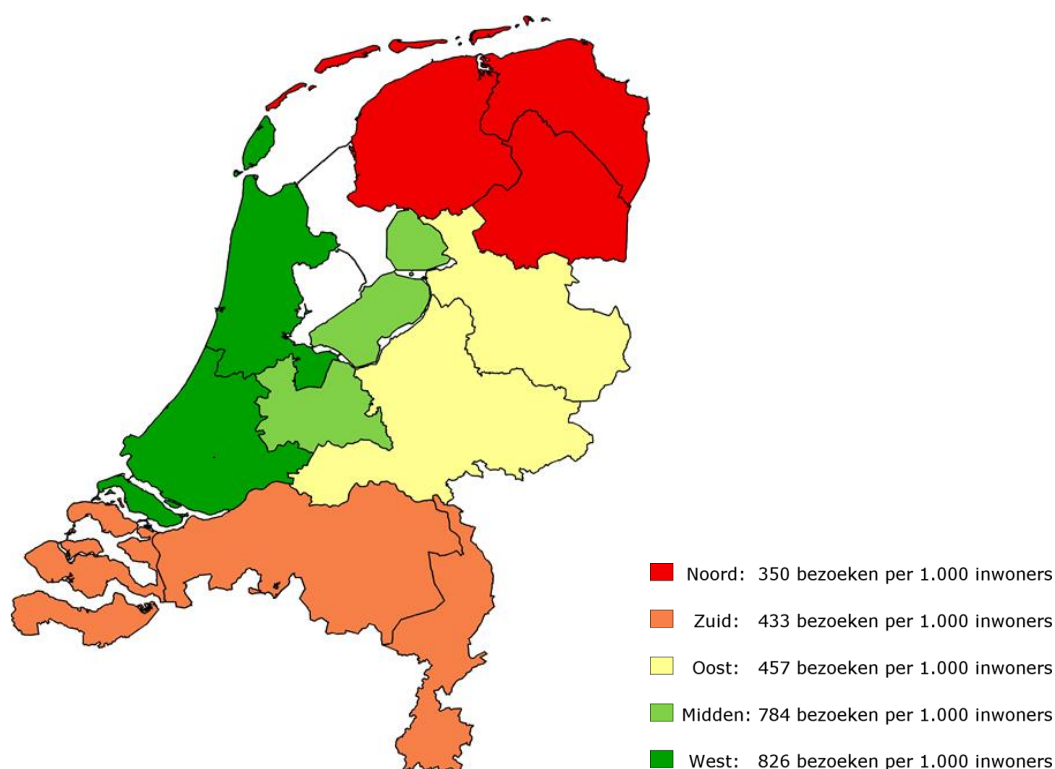 Noord: 350 bezoeken per 1.000 inwoners
Zuid: 433 bezoeken per 1.000 inwoners
Oost: 457 bezoeken per 1.000 inwoners
Midden: 784 bezoeken per 1.000 inwoners
West: 826 bezoeken per 1.000 inwoners